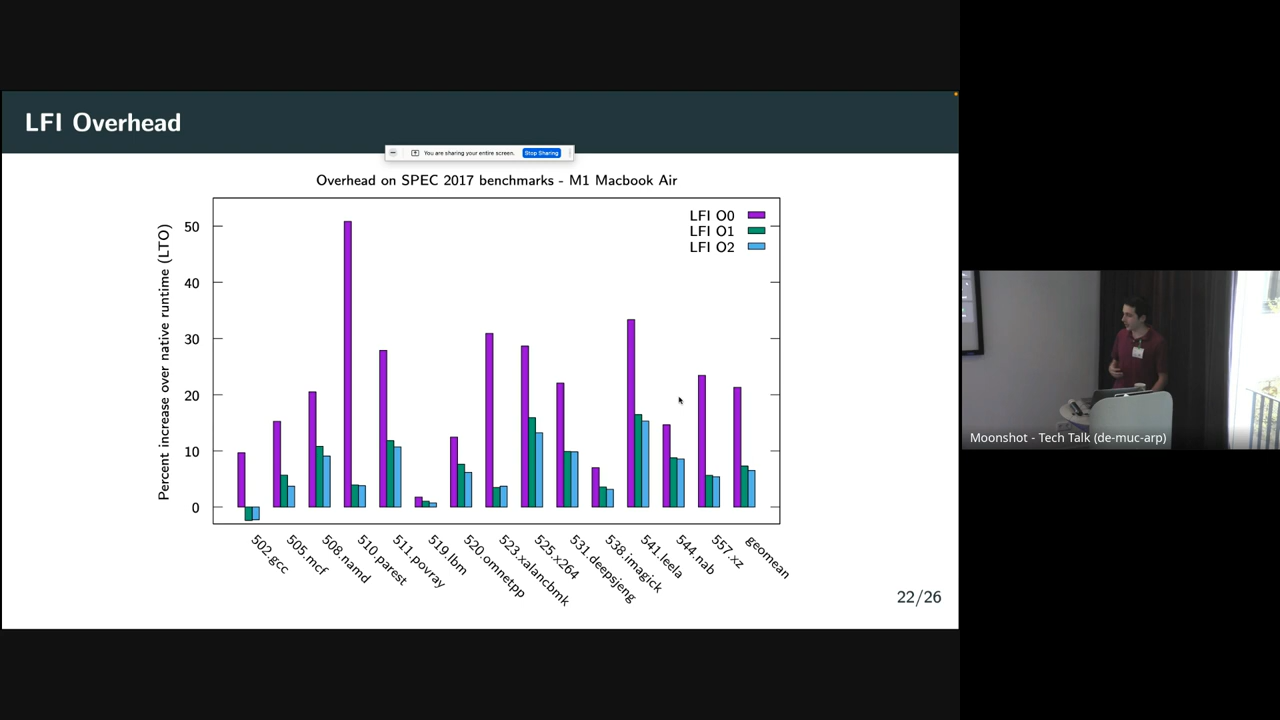 LFI Overhead
You are sharing your entire screen.
Stop Sharing
Overhead on SPEC 2017 benchmarks - M1 Macbook Air
LFI O0
LFI O1
LFI O2
Percent increase over native runtime (LTO)
50
40
30
20
10
0
502.gcc
505.mcf
508.namd
510.parest
511.povray
519.lbm
520.omnetpp
523.xalancbmk
525.x264
531.deepsjeng
538.imagick
541.leela
544.nab
557.xz
geomean
22/26
Moonshot - Tech Talk (de-muc-arp)